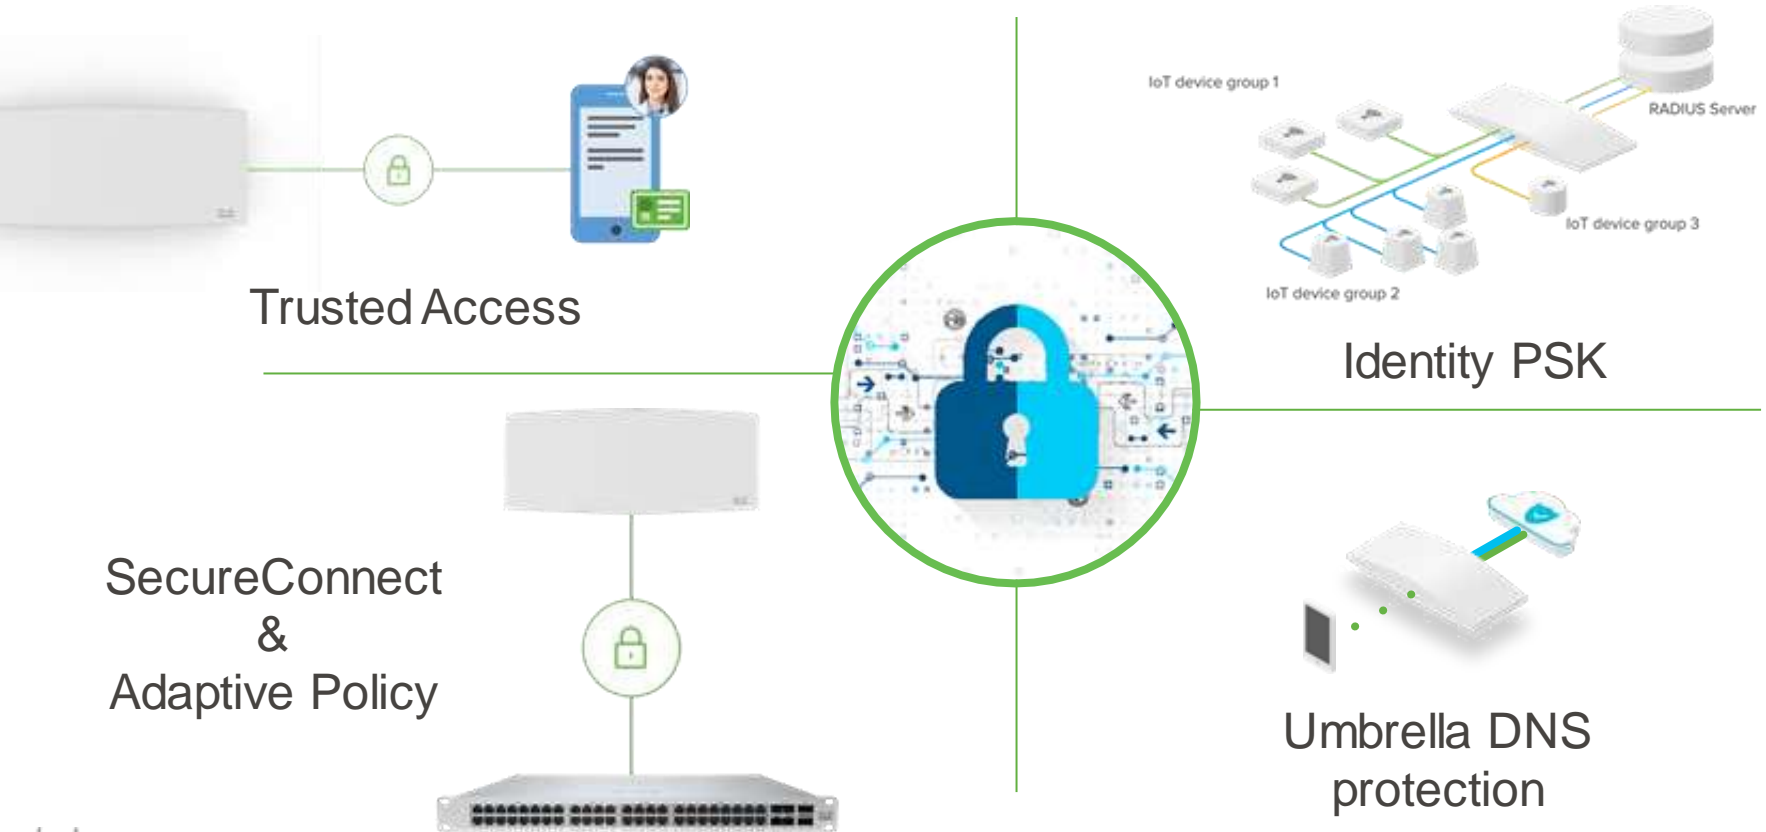 Trusted Access
IoT device group 1
RADIUS Server
IoT device group 3
IoT device group 2
Identity PSK
SecureConnect
&
Adaptive Policy
Umbrella DNS
protection